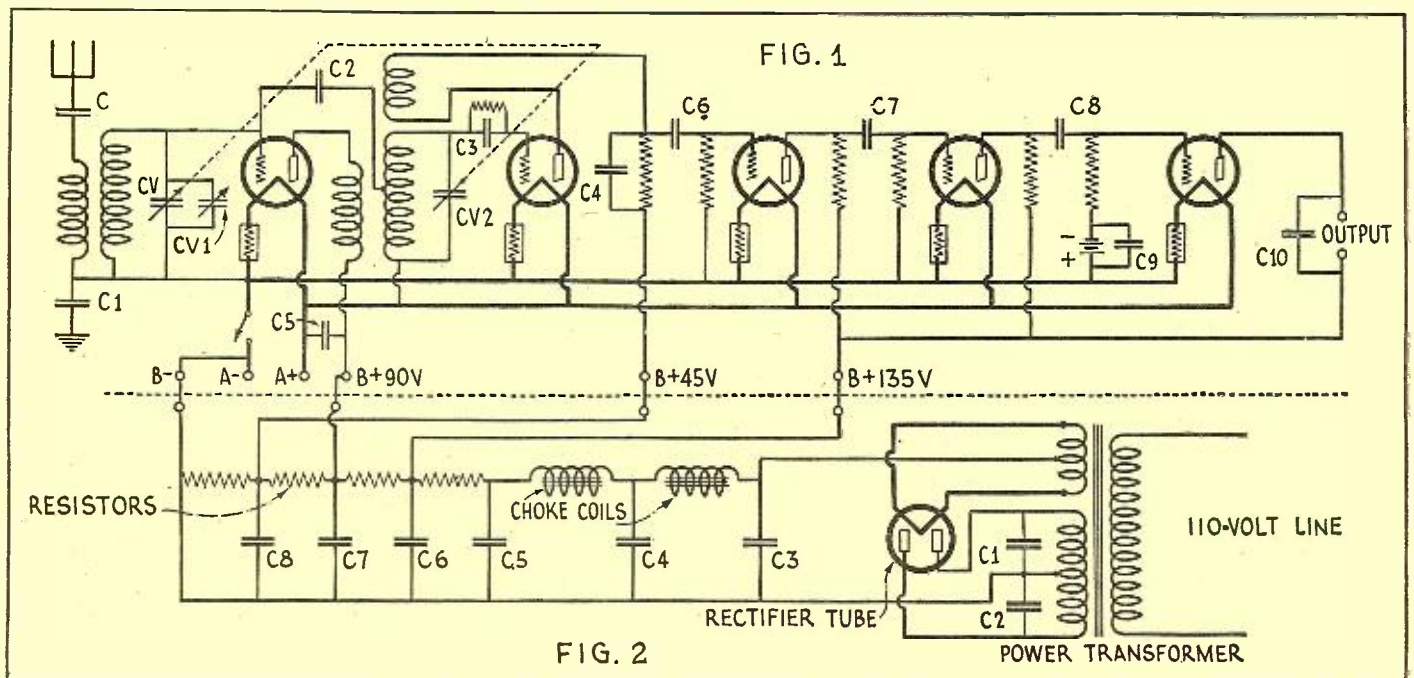 FIG. 1
C
C2
C6
C7
C8
C3
CV
CV1
CV2
C4
-
+
C9
C10
OUTPUT
C1
C5
B-
A-
A+
B+90V
B+45V
B+135V
RESISTORS
CHOKE COILS
110-VOLT LINE
C8
C7
C6
C5
C4
C3
C1
C2
RECTIFIER TUBE
FIG. 2
POWER TRANSFORMER